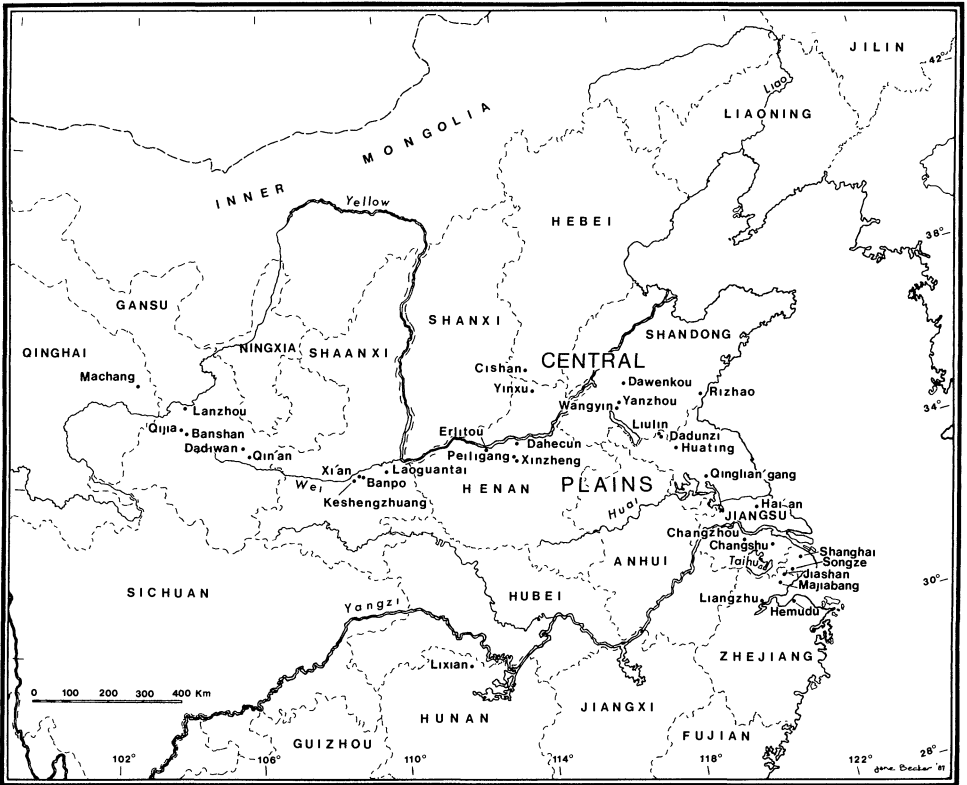 JILIN
42°
Liao
LIAONING
INNER MONGOLIA
Yellow
HEBEI
38°
GANSU
SHANXI
SHANDONG
QINGHAI
NINGXIA
SHAANXI
CENTRAL
Cishan
Machang
Yinxu
Dawenkou
Rizhao
Yanzhou
Wangyin
34°
Lanzhou
Liulin
Qijia
Banshan
Erlitou
Dadunzi
Dahecun
Huating
Dadiwan
Qin'an
Peiligang
Xinzheng
Xi'an
Laoguantai
Qinglian'gang
Wei
Banpo
HENAN
PLAINS
Keshengzhuang
Huai
Hai'an
JIANGSU
Changzhou
Changshu
Shanghai
ANHUI
Taihu
Songze
Jiashan
30°
SICHUAN
Majiabang
HUBEI
Liangzhu
Yangzi
Hemudu
ZHEJIANG
Lixian
0 100 200 300 400 Km
JIANGXI
HUNAN
FUJIAN
GUIZHOU
28°
102° 106° 110° 114° 118° 122°
Jane Becker '87